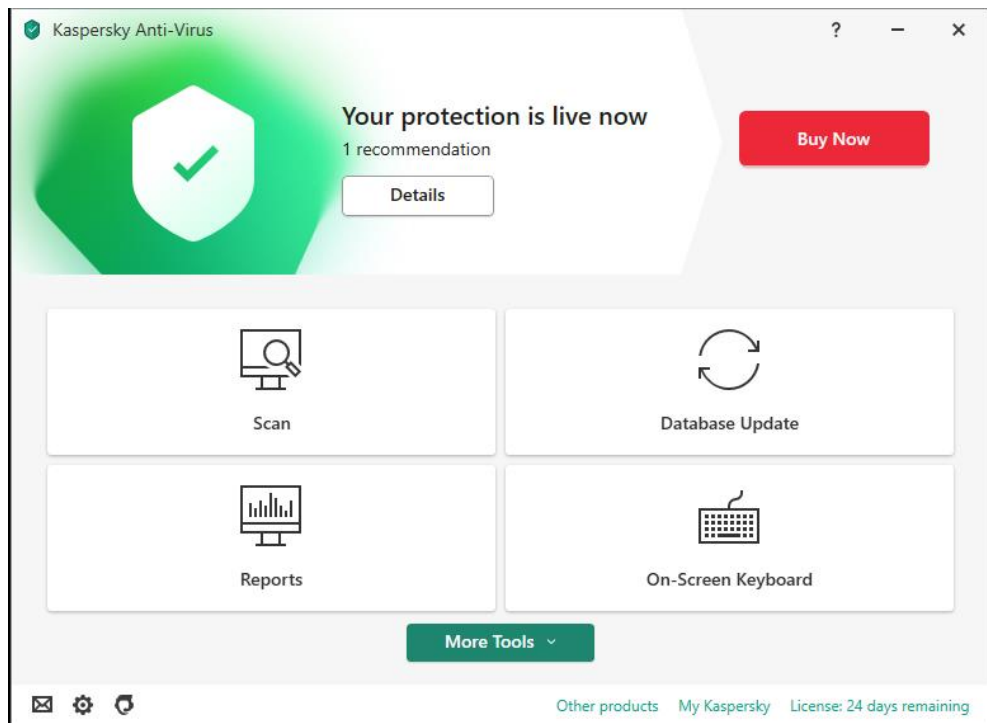 Kaspersky Anti-Virus
?
Your protection is live now
1 recommendation
Details
Buy Now
Scan
Database Update
Reports
On-Screen Keyboard
More Tools
Other products My Kaspersky License: 24 days remaining